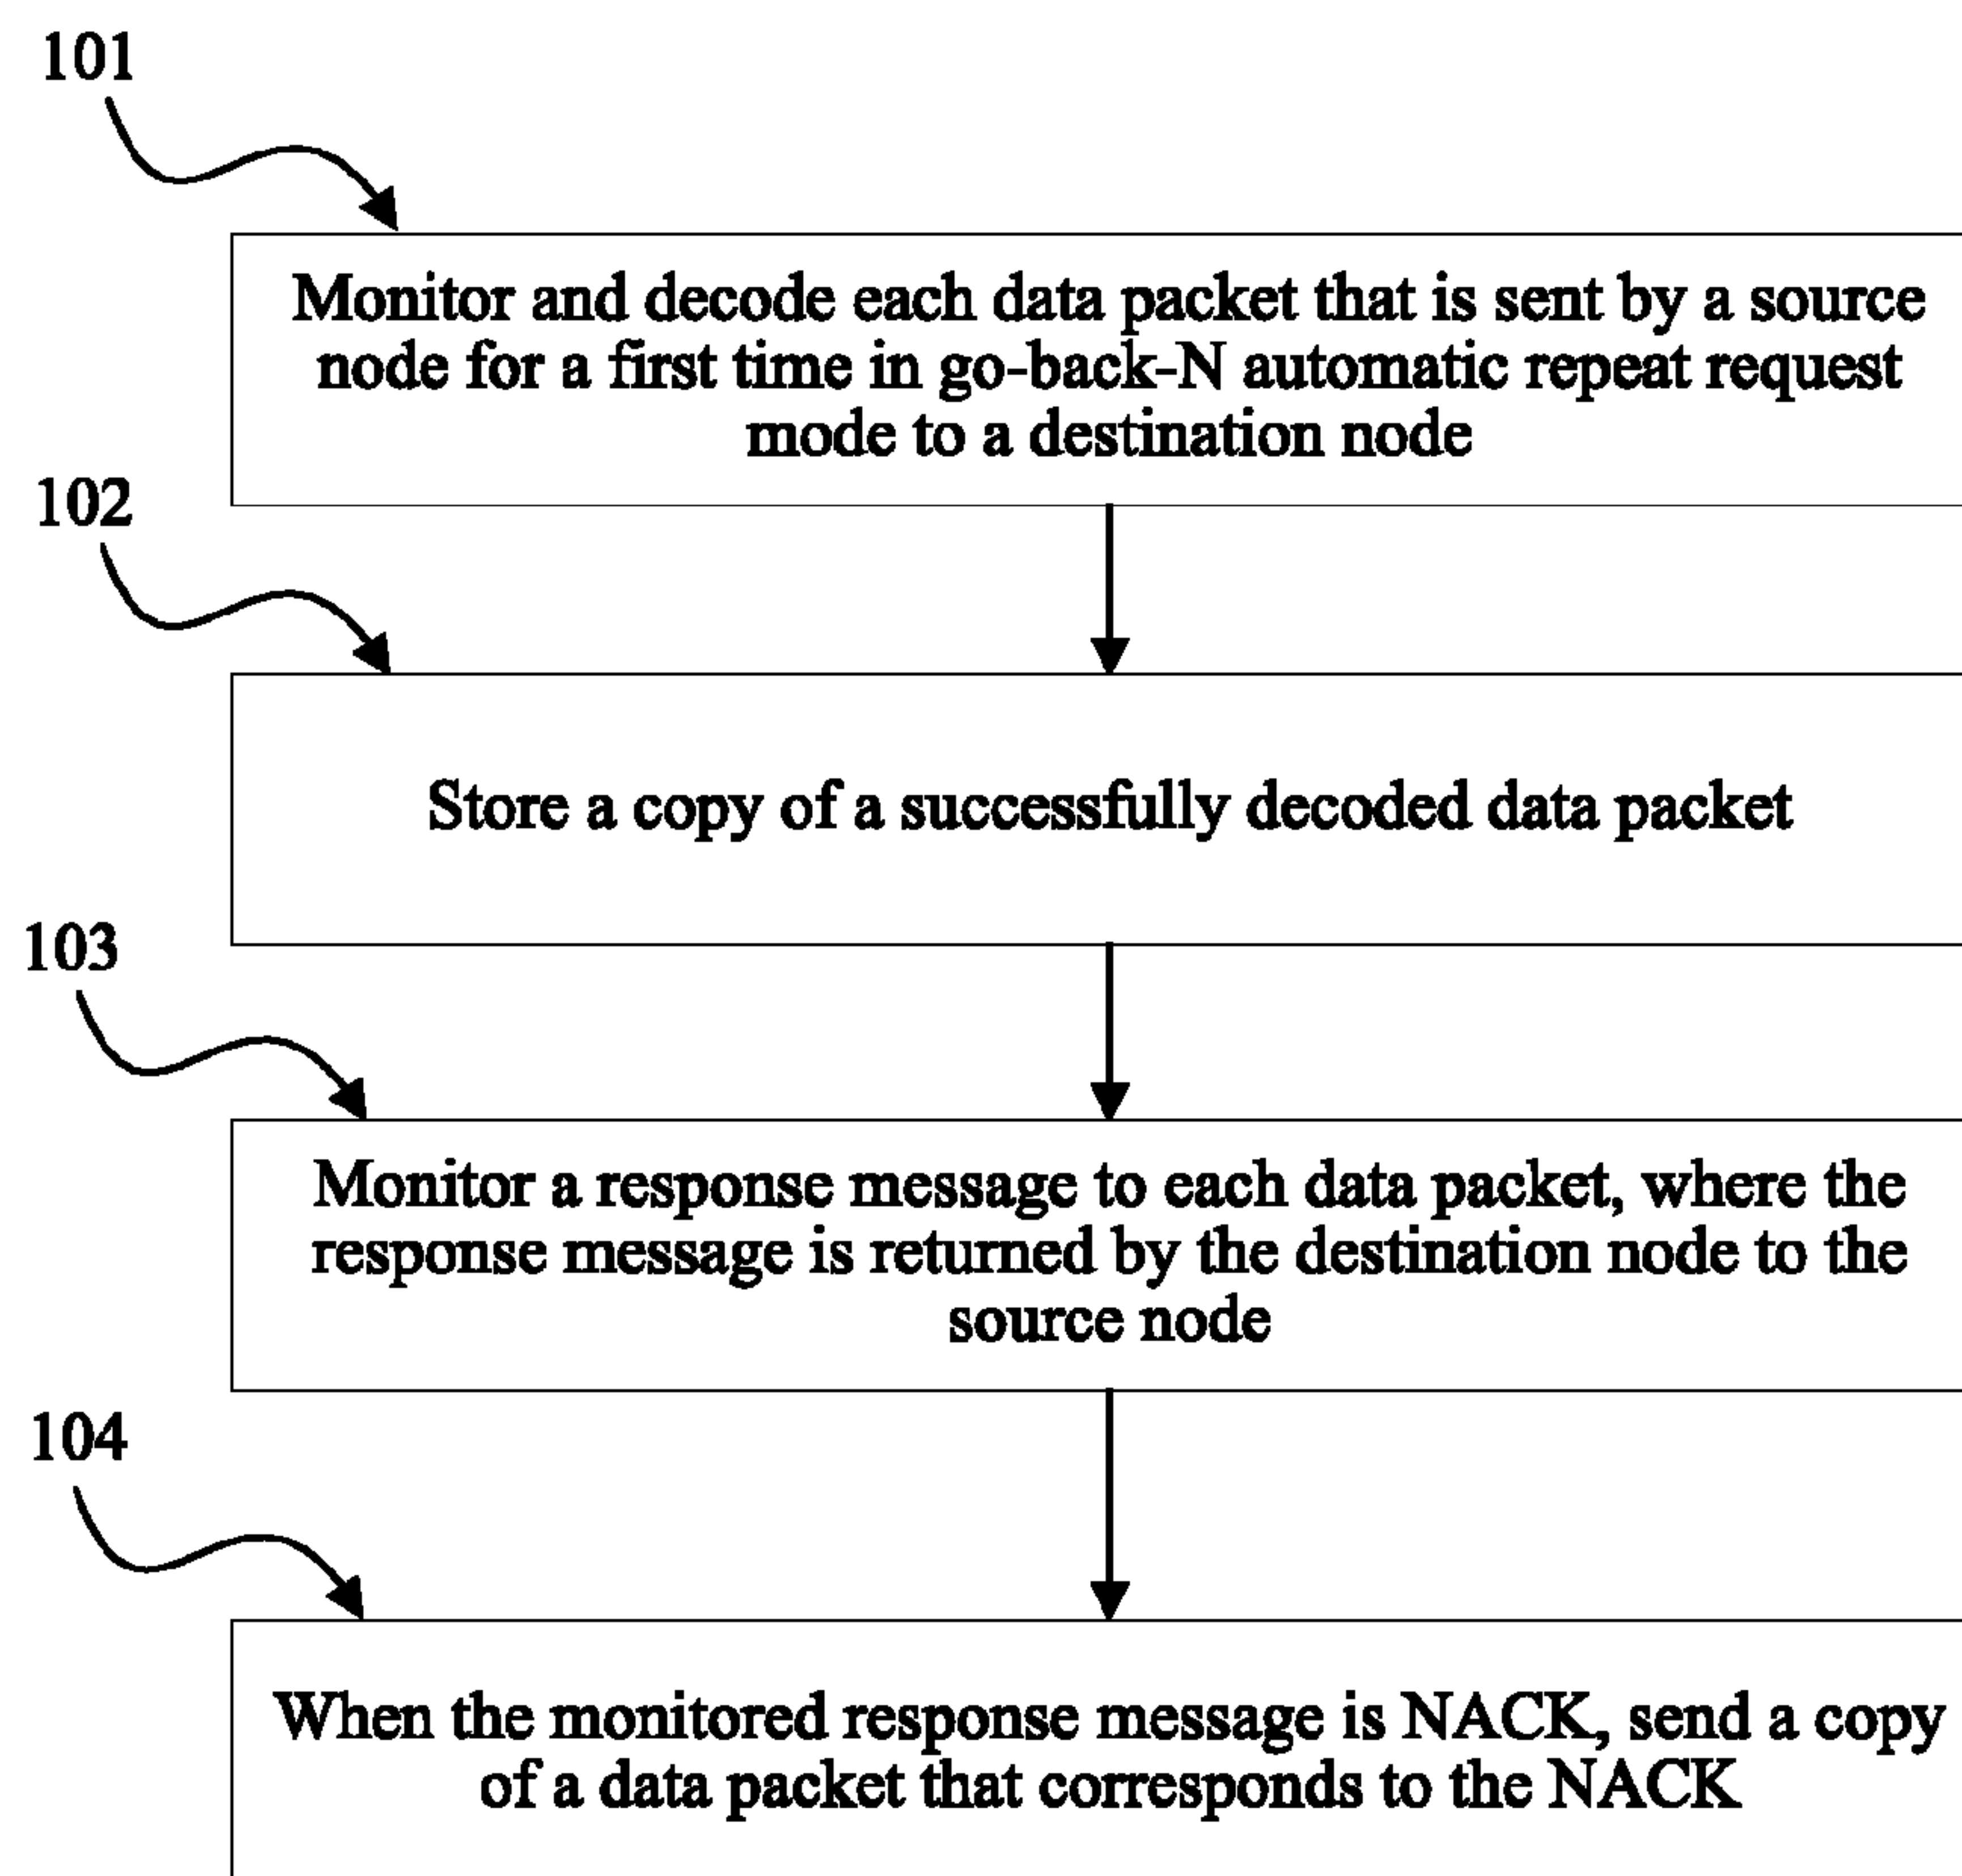 101
Monitor and decode each data packet that is sent by a source
node for a first time in go-back-N automatic repeat request
mode to a destination node
102
Store a copy of a successfully decoded data packet
103
Monitor a response message to each data packet, where the
response message is returned by the destination node to the
source node
104
When the monitored response message is NACK, send a copy
of a data packet that corresponds to the NACK